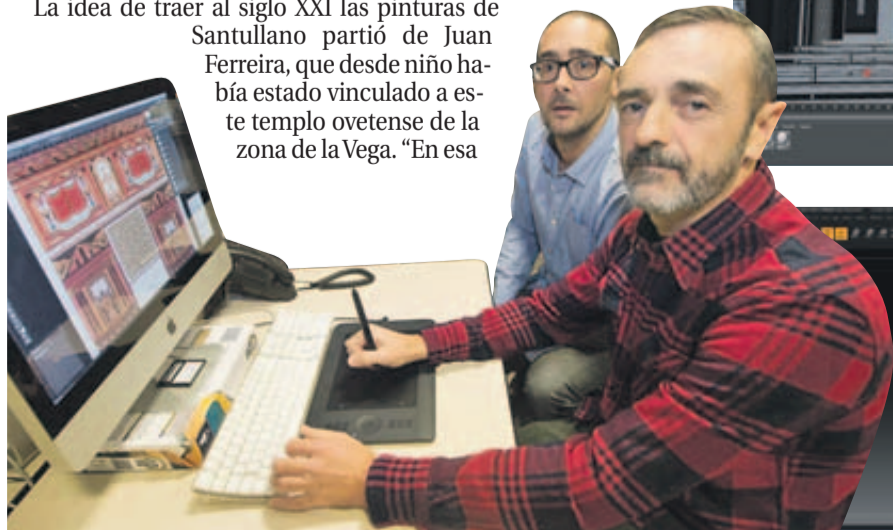 La idea de traer al siglo XXI las pinturas de
Santullano partió de Juan
Ferreira, que desde niño ha-
bía estado vinculado a es-
te templo ovetense de la
zona de la Vega. “En esa